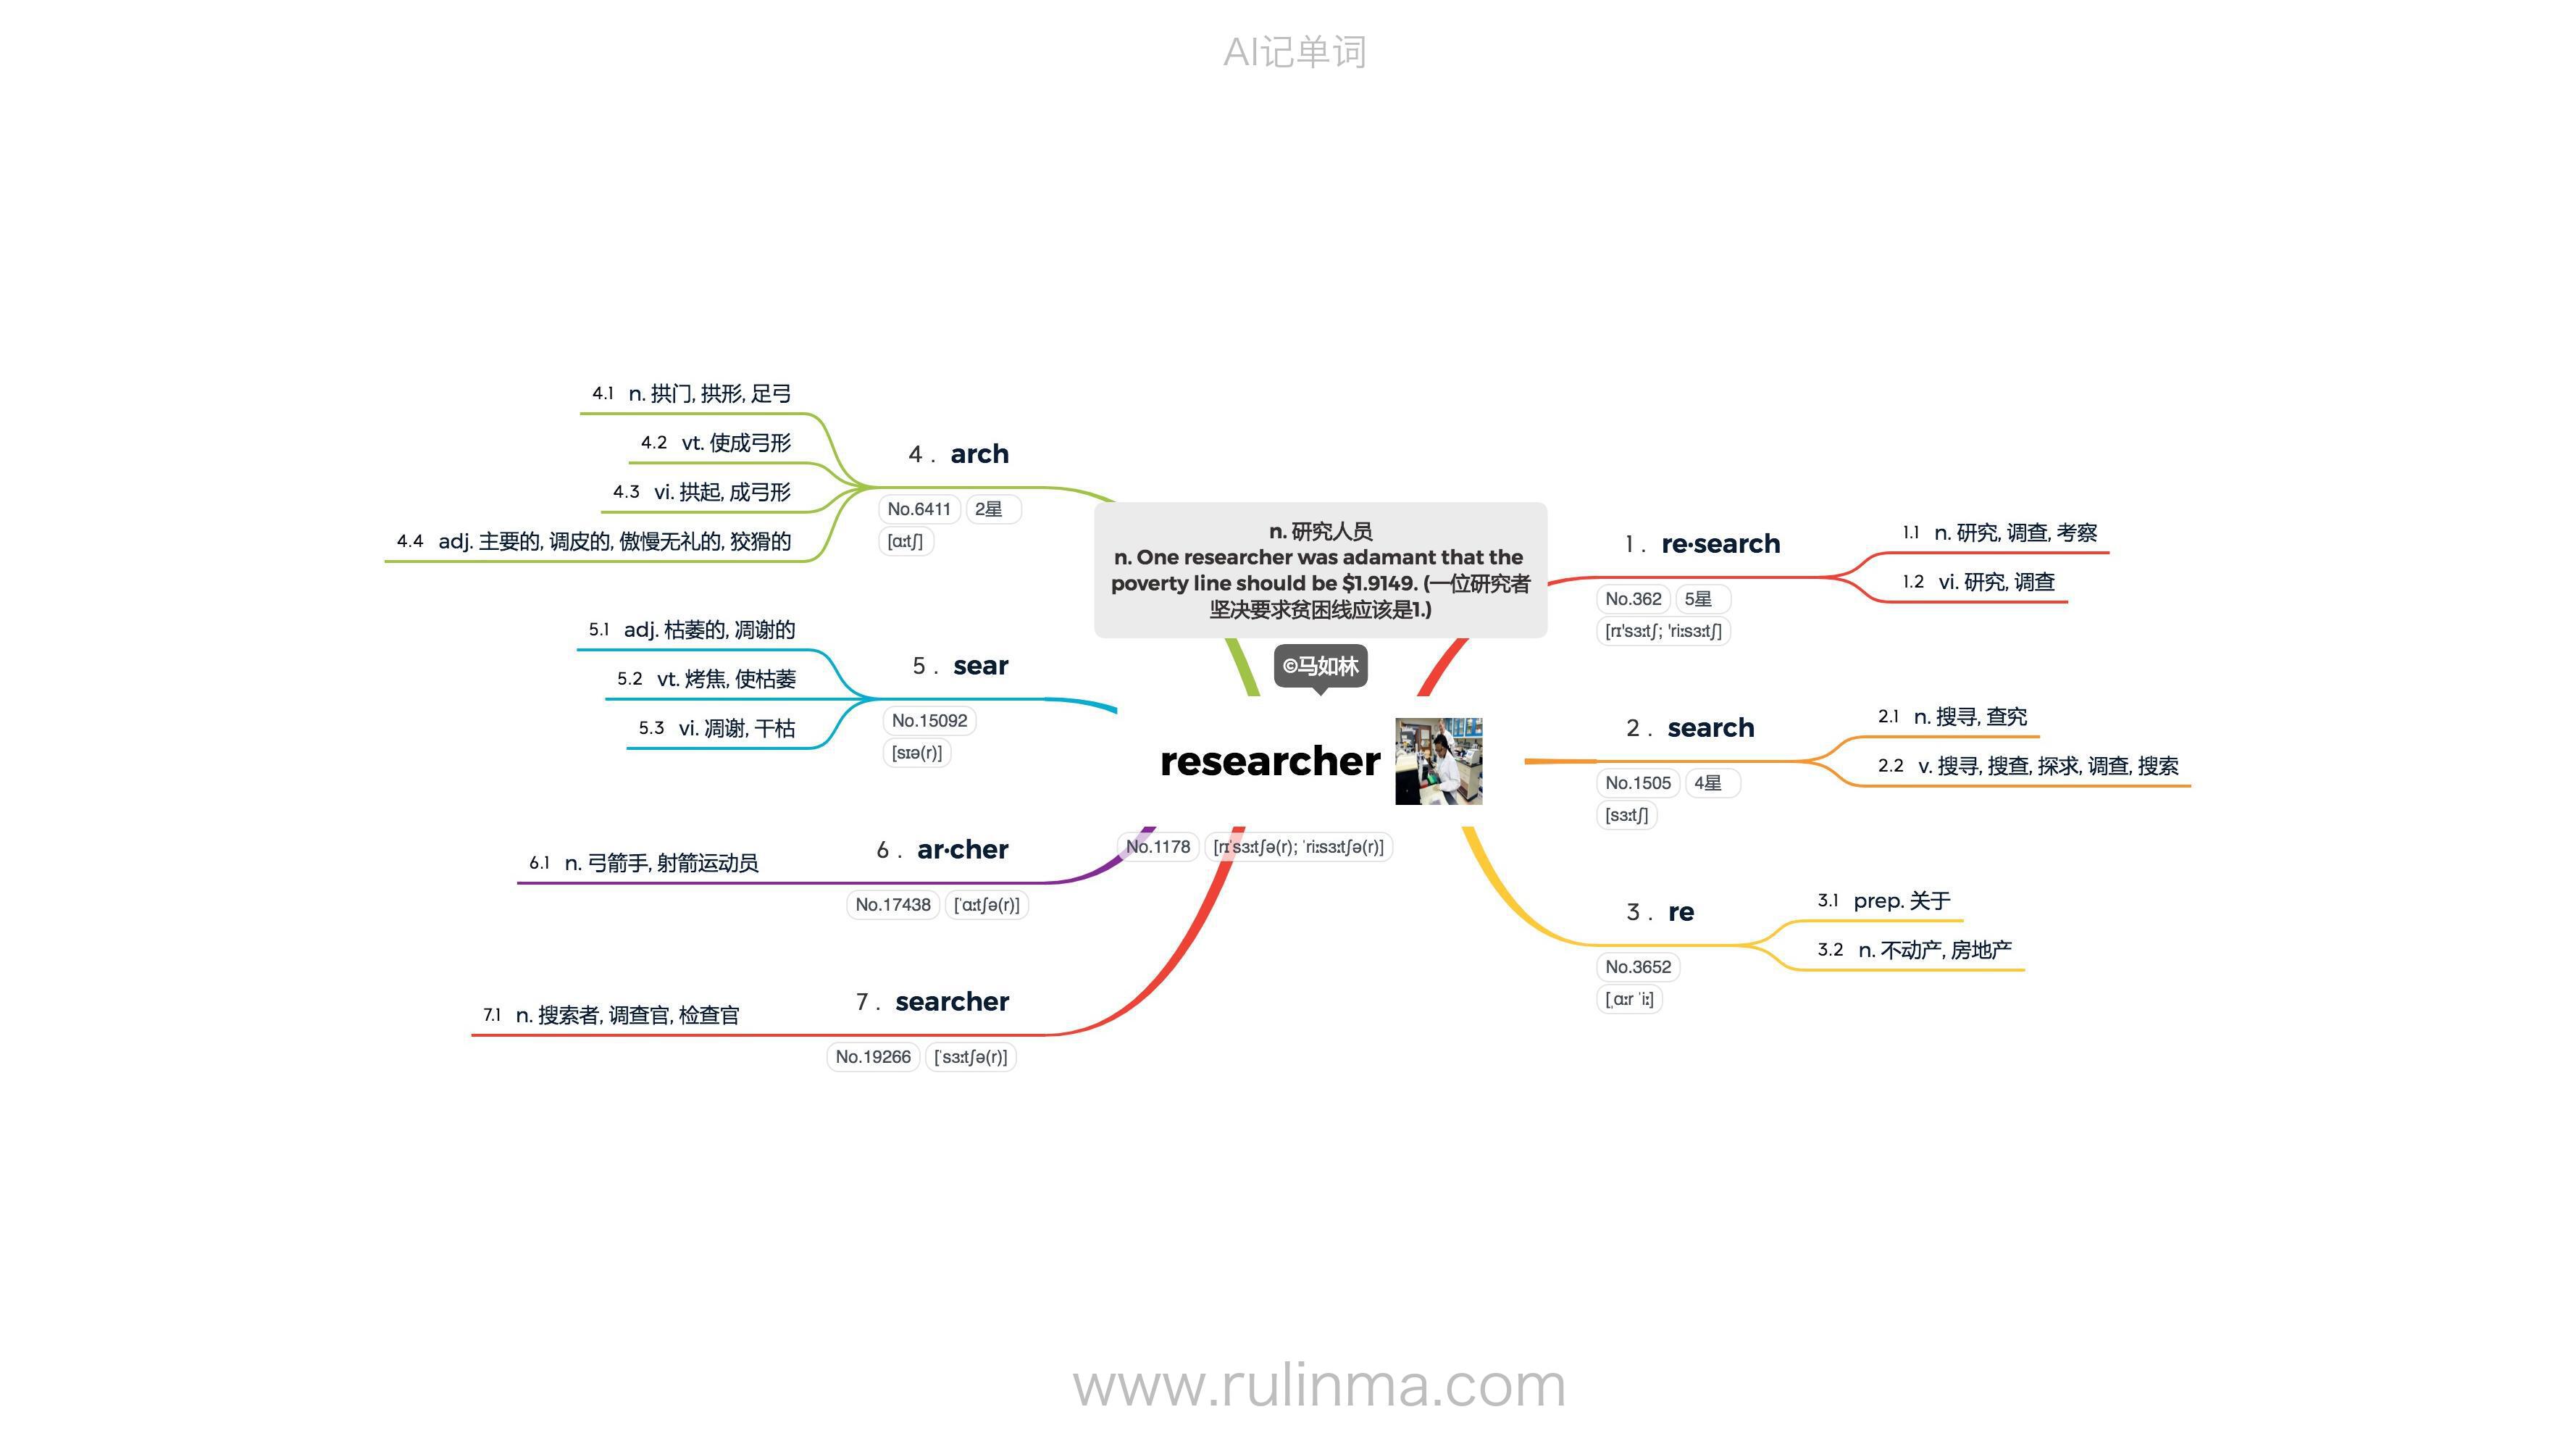 AI记单词
n. 研究人员
n. One researcher was adamant that the
poverty line should be $1.9149. (一位研究者
坚决要求贫困线应该是1.)
©马如林
researcher
No.1178 [rɪˈsɜːtʃə(r); ˈriːsɜːtʃə(r)]
1. re·search
No.362 5星
[rɪ'sɜːtʃ; 'riːsɜːtʃ]
1.1 n. 研究, 调查, 考察
1.2 vi. 研究, 调查
2. search
No.1505 4星
[sɜːtʃ]
2.1 n. 搜寻, 查究
2.2 v. 搜寻, 搜查, 探求, 调查, 搜索
3. re
No.3652
[ˌɑːr ˈiː]
3.1 prep. 关于
3.2 n. 不动产, 房地产
4. arch
No.6411 2星
[ɑːtʃ]
4.1 n. 拱门, 拱形, 足弓
4.2 vt. 使成弓形
4.3 vi. 拱起, 成弓形
4.4 adj. 主要的, 调皮的, 傲慢无礼的, 狡猾的
5. sear
No.15092
[sɪə(r)]
5.1 adj. 枯萎的, 凋谢的
5.2 vt. 烤焦, 使枯萎
5.3 vi. 凋谢, 干枯
6. ar·cher
No.17438 [ˈɑːtʃə(r)]
6.1 n. 弓箭手, 射箭运动员
7. searcher
No.19266 [ˈsɜːtʃə(r)]
7.1 n. 搜索者, 调查官, 检查官
www.rulinma.com